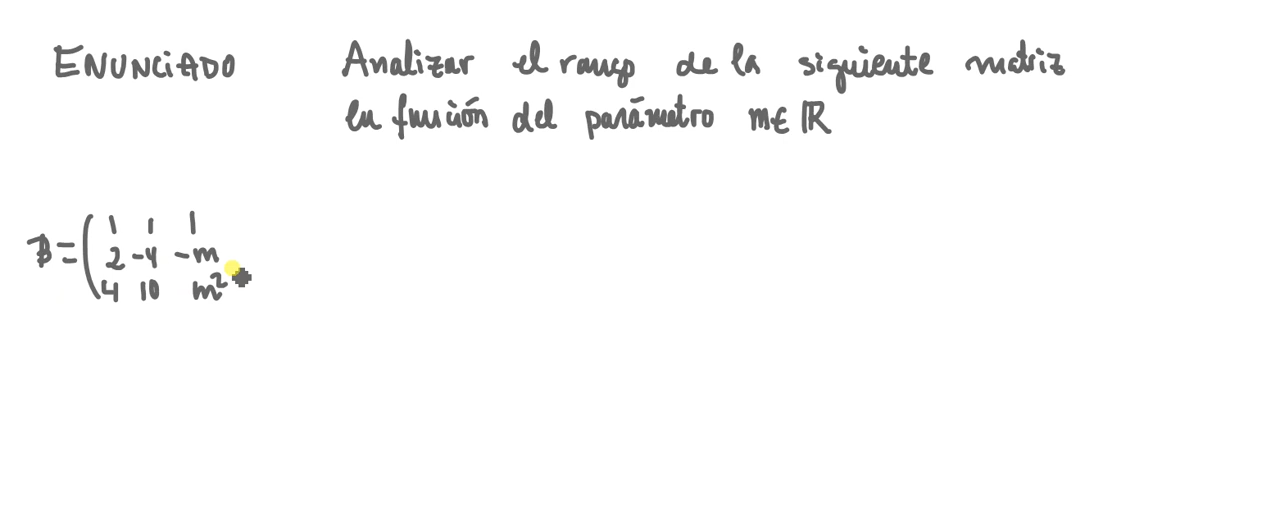 ENUNCIADO Analizar el rango de la siguiente matriz
en función del parámetro m∈ℝ
B=(1 1 1
2 -4 -m
4 10 m²